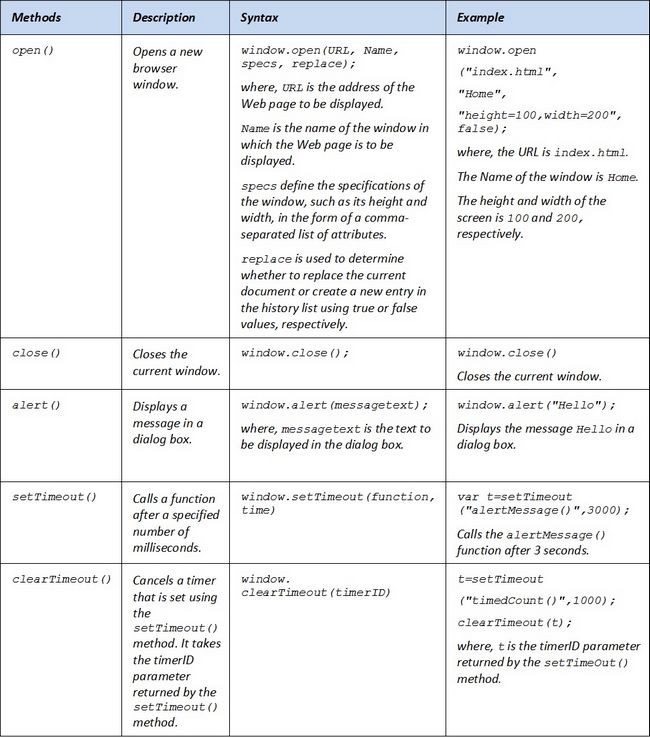 Methods
Description
Syntax
Example
open()
Opens a new
browser
window.
window.open(URL, Name,
specs, replace);
where, URL is the address of the
Web page to be displayed.
Name is the name of the window in
which the Web page is to be
displayed.
specs define the specifications of
the window, such as its height and
width, in the form of a comma-
separated list of attributes.
replace is used to determine
whether to replace the current
document or create a new entry in
the history list using true or false
values, respectively.
window.open
("index.html",
"Home",
"height=100,width=200",
false);
where, the URL is index.html.
The Name of the window is Home.
The height and width of the
screen is 100 and 200,
respectively.
close()
Closes the
current window.
window.close();
window.close()
Closes the current window.
alert()
Displays a
message in a
dialog box.
window.alert(messagetext);
where, messagetext is the text to
be displayed in the dialog box.
window.alert("Hello");
Displays the message Hello in a
dialog box.
setTimeout()
Calls a function
after a specified
number of
milliseconds.
window.setTimeout(function,
time)
var t=setTimeout
("alertMessage()",3000);
Calls the alertMessage()
function after 3 seconds.
clearTimeout()
Cancels a timer
that is set using
the
setTimeout()
method. It takes
the timerID
parameter
returned by the
setTimeout()
method.
window.
clearTimeout(timerID)
t=setTimeout
("timedCount()",1000);
clearTimeout(t);
where, t is the timerID parameter
returned by the setTimeOut()
method.